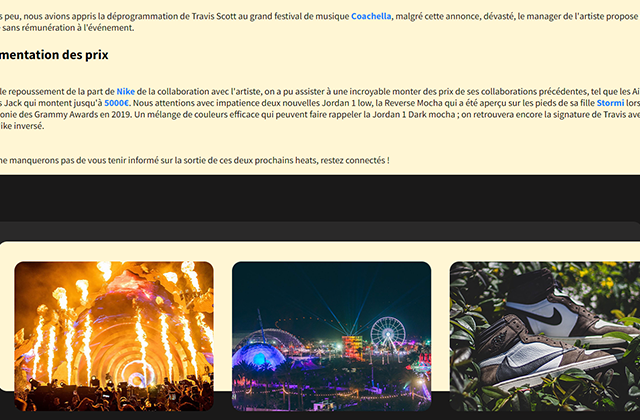 s peu, nous avions appris la déprogrammation de Travis Scott au grand festival de musique Coachella, malgré cette annonce, dévasté, le manager de l'artiste propose
sans rémunération à l'événement.
mentation des prix
le repoussement de la part de Nike de la collaboration avec l'artiste, on a pu assister à une incroyable monter des prix de ses collaborations précédentes, tel que les Ai
s Jack qui montent jusqu'à 5000€. Nous attentions avec impatience deux nouvelles Jordan 1 low, la Reverse Mocha qui a été aperçu sur les pieds de sa fille Stormi lors
onie des Grammy Awards en 2019. Un mélange de couleurs efficace qui peuvent faire rappeler la Jordan 1 Dark mocha ; on retrouvera encore la signature de Travis ave
ike inversé.
ne manquerons pas de vous tenir informé sur la sortie de ces deux prochains heats, restez connectés !